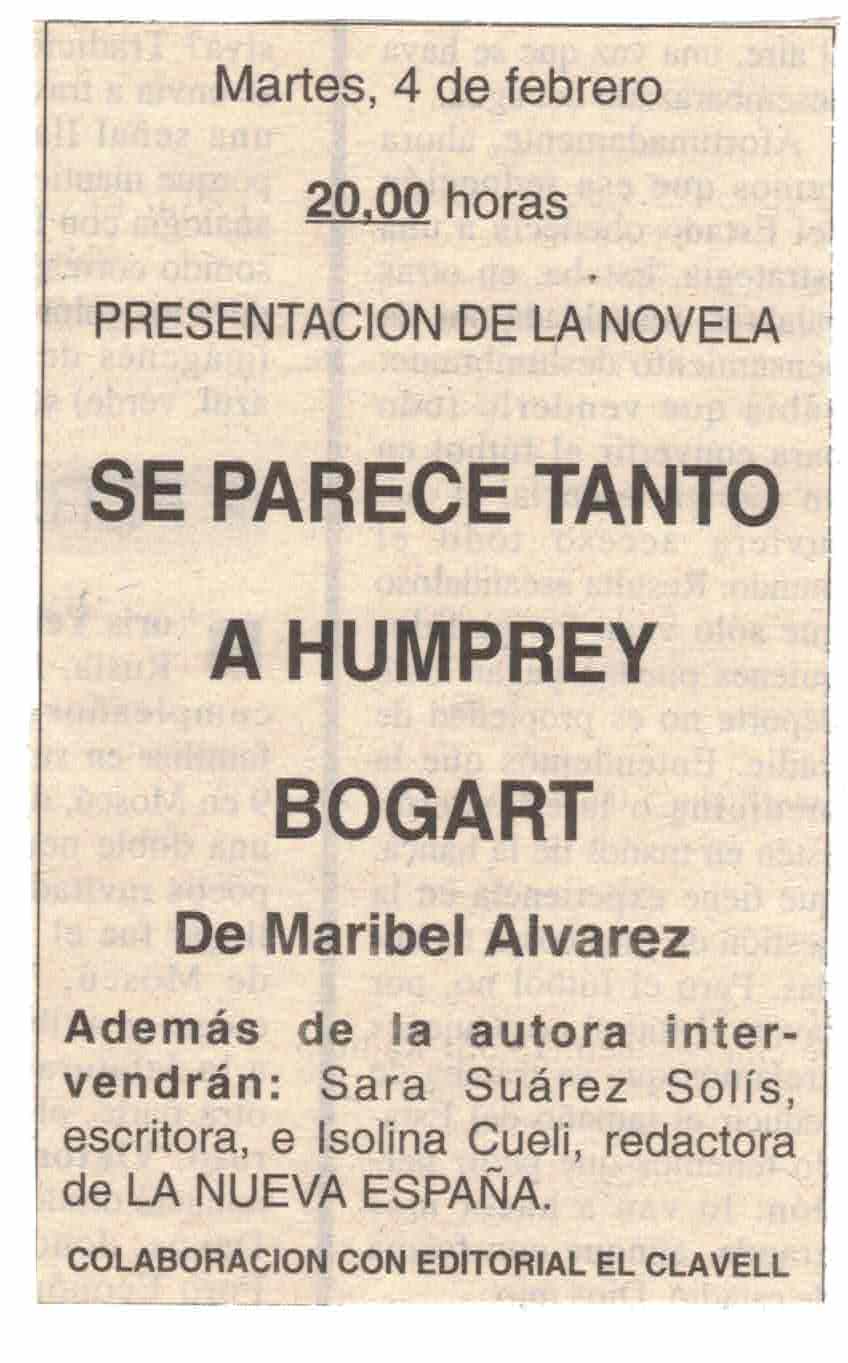 Martes, 4 de febrero
20,00 horas
PRESENTACION DE LA NOVELA
SE PARECE TANTO
A HUMPREY
BOGART
De Maribel Alvarez
Además de la autora inter-
vendrán: Sara Suárez Solís,
escritora, e Isolina Cueli, redactora
de LA NUEVA ESPAÑA.
COLABORACION CON EDITORIAL EL CLAVELL